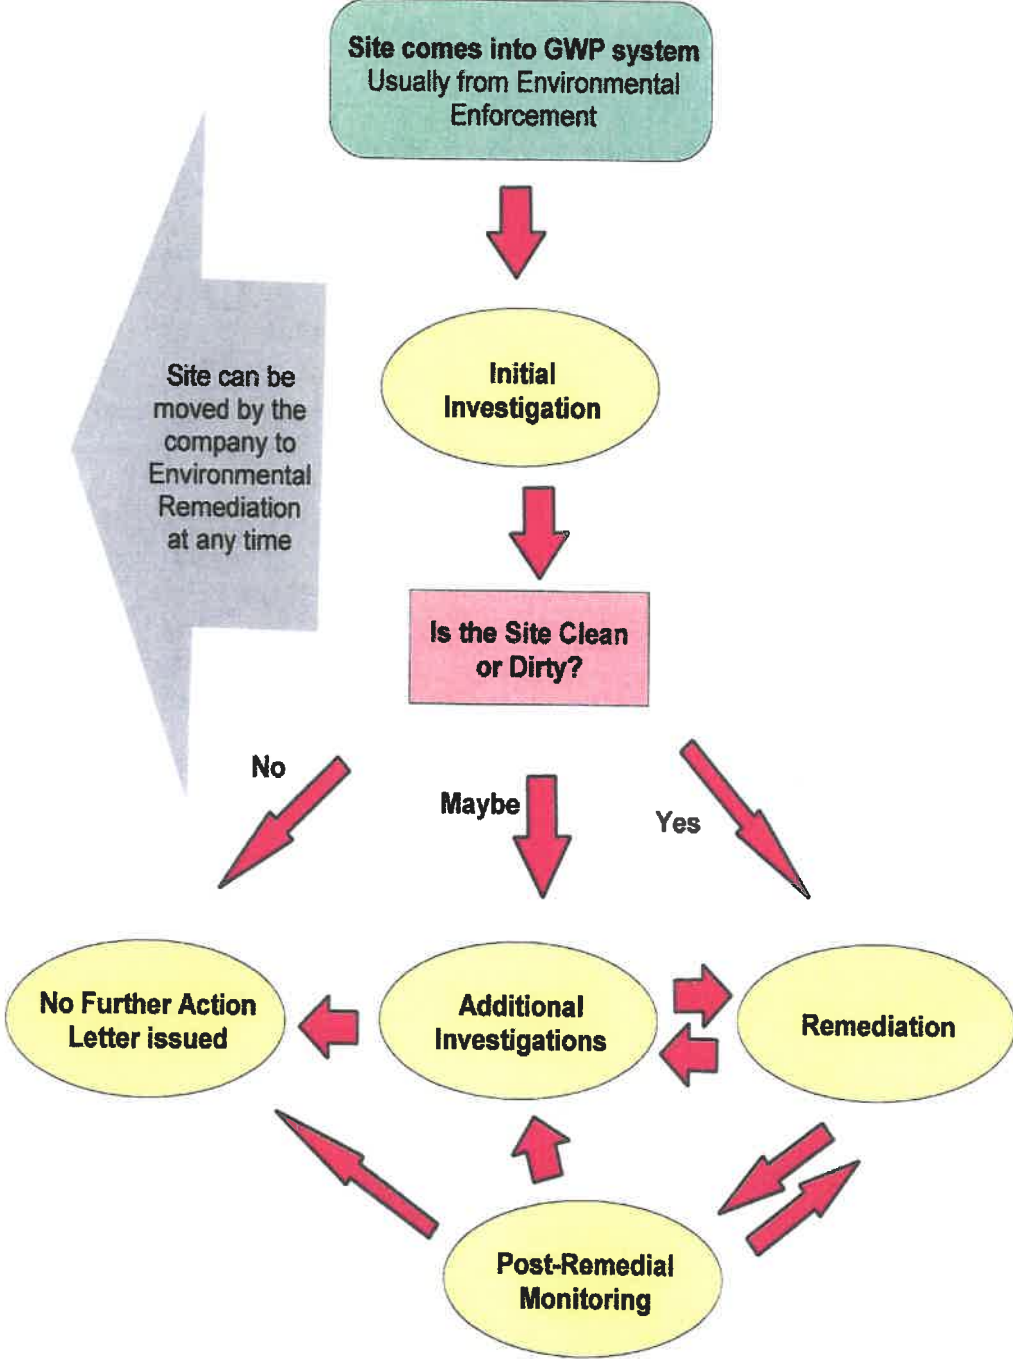 Site comes into GWP system
Usually from Environmental
Enforcement
Initial
Investigation
Site can be
moved by the
company to
Environmental
Remediation
at any time
Is the Site Clean
or Dirty?
No
Maybe
Yes
No Further Action
Letter issued
Additional
Investigations
Remediation
Post-Remedial
Monitoring